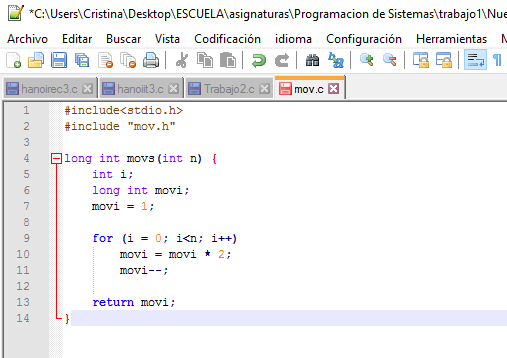 *C:\Users\Cristina\Desktop\ESCUELA\asignaturas\Programacion de Sistemas\trabajo1\Nue
Archivo Editar Buscar Vista Codificación idioma Configuración Herramientas M
hanoirec3.c hanoiit3.c Trabajo2.c mov.c
1 #include<stdio.h>
2 #include "mov.h"
3
4 long int movs(int n) {
5 int i;
6 long int movi;
7 movi = 1;
8
9 for (i = 0; i<n; i++)
10 movi = movi * 2;
11 movi--;
12
13 return movi;
14 }